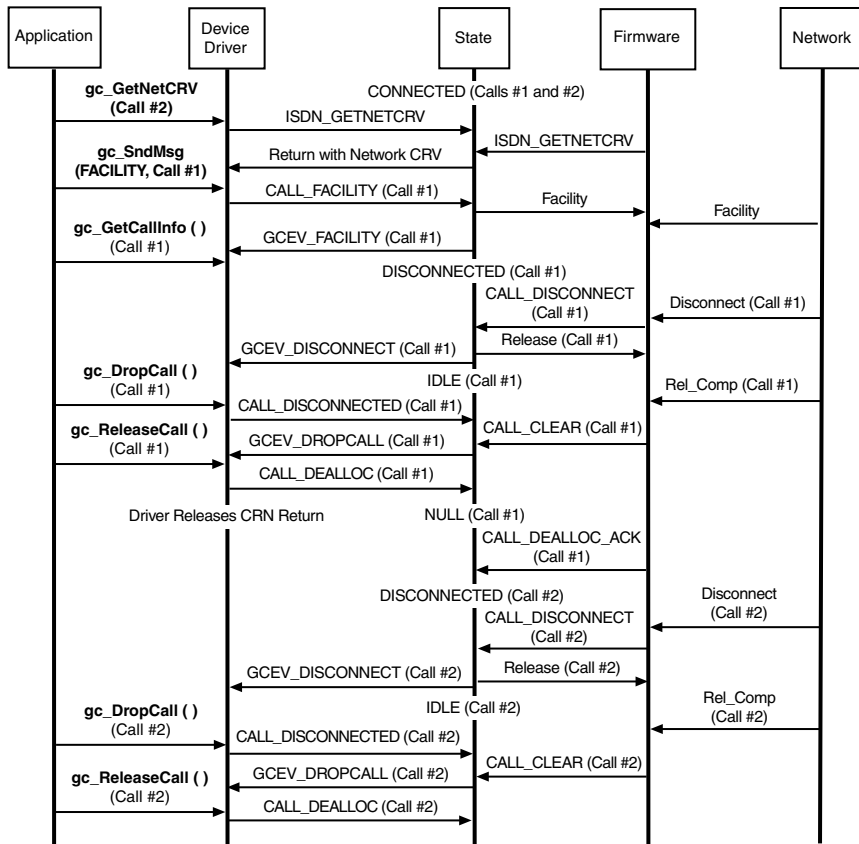 Application
Device
Driver
State
Firmware
Network
gc_GetNetCRV
(Call #2)
CONNECTED (Calls #1 and #2)
ISDN_GETNETCRV
ISDN_GETNETCRV
gc_SndMsg
(FACILITY, Call #1)
Return with Network CRV
CALL_FACILITY (Call #1)
Facility
Facility
gc_GetCallInfo ( )
(Call #1)
GCEV_FACILITY (Call #1)
DISCONNECTED (Call #1)
CALL_DISCONNECT
(Call #1)
Disconnect (Call #1)
GCEV_DISCONNECT (Call #1)
Release (Call #1)
gc_DropCall ( )
(Call #1)
IDLE (Call #1)
Rel_Comp (Call #1)
CALL_DISCONNECTED (Call #1)
gc_ReleaseCall ( )
(Call #1)
GCEV_DROPCALL (Call #1)
CALL_CLEAR (Call #1)
CALL_DEALLOC (Call #1)
Driver Releases CRN Return
NULL (Call #1)
CALL_DEALLOC_ACK
(Call #1)
DISCONNECTED (Call #2)
Disconnect
(Call #2)
CALL_DISCONNECT
(Call #2)
GCEV_DISCONNECT (Call #2)
Release (Call #2)
gc_DropCall ( )
(Call #2)
IDLE (Call #2)
Rel_Comp
(Call #2)
CALL_DISCONNECTED (Call #2)
gc_ReleaseCall ( )
(Call #2)
GCEV_DROPCALL (Call #2)
CALL_CLEAR (Call #2)
CALL_DEALLOC (Call #2)